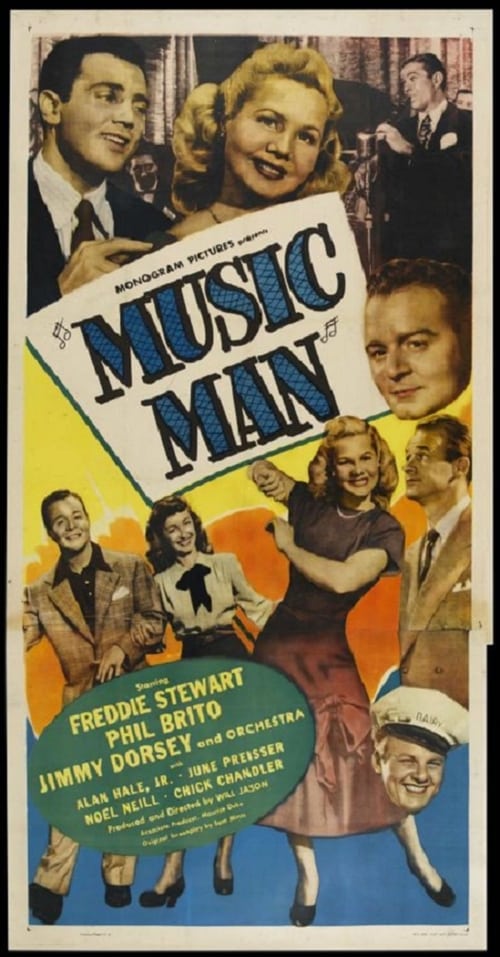 MONOGRAM PICTURES presents
MUSIC
MAN
Starring
FREDDIE STEWART
PHIL BRITO
JIMMY DORSEY and ORCHESTRA
with
ALAN HALE, JR. · JUNE PREISSER
NOEL NEILL · CHICK CHANDLER
Produced and Directed by WILL JASON
DAIRY